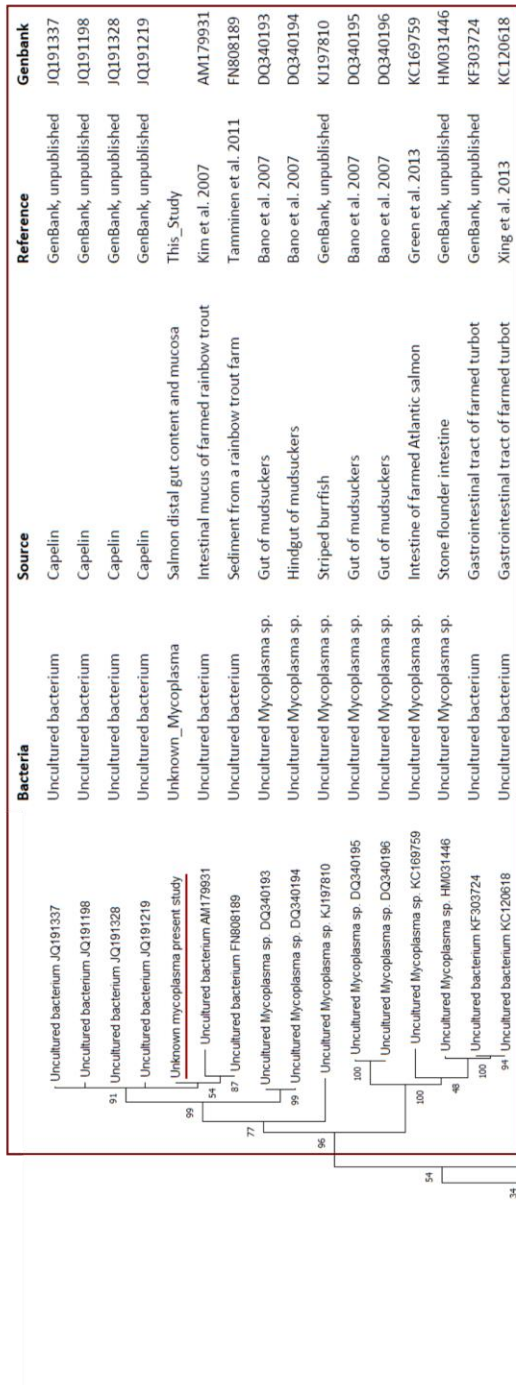 Bacteria Source Reference Genbank
Uncultured bacterium JQ191337 Uncultured bacterium Capelin GenBank, unpublished JQ191337
Uncultured bacterium JQ191198 Uncultured bacterium Capelin GenBank, unpublished JQ191198
Uncultured bacterium JQ191328 Uncultured bacterium Capelin GenBank, unpublished JQ191328
Uncultured bacterium JQ191219 Uncultured bacterium Capelin GenBank, unpublished JQ191219
Unknown mycoplasma present study Unknown_Mycoplasma Salmon distal gut content and mucosa This_Study
Uncultured bacterium AM179931 Uncultured bacterium Intestinal mucus of farmed rainbow trout Kim et al. 2007 AM179931
Uncultured bacterium FN808189 Uncultured bacterium Sediment from a rainbow trout farm Tamminen et al. 2011 FN808189
Uncultured Mycoplasma sp. DQ340193 Uncultured Mycoplasma sp. Gut of mudsuckers Bano et al. 2007 DQ340193
Uncultured Mycoplasma sp. DQ340194 Uncultured Mycoplasma sp. Hindgut of mudsuckers Bano et al. 2007 DQ340194
Uncultured Mycoplasma sp. KJ197810 Uncultured Mycoplasma sp. Striped burrfish GenBank, unpublished KJ197810
Uncultured Mycoplasma sp. DQ340195 Uncultured Mycoplasma sp. Gut of mudsuckers Bano et al. 2007 DQ340195
Uncultured Mycoplasma sp. DQ340196 Uncultured Mycoplasma sp. Gut of mudsuckers Bano et al. 2007 DQ340196
Uncultured Mycoplasma sp. KC169759 Uncultured Mycoplasma sp. Intestine of farmed Atlantic salmon Green et al. 2013 KC169759
Uncultured Mycoplasma sp. HM031446 Uncultured Mycoplasma sp. Stone flounder intestine GenBank, unpublished HM031446
Uncultured bacterium KF303724 Uncultured bacterium Gastrointestinal tract of farmed turbot GenBank, unpublished KF303724
Uncultured bacterium KC120618 Uncultured bacterium Gastrointestinal tract of farmed turbot Xing et al. 2013 KC120618
91
99
54
87
77
99
96
100
100
48
100
94
54
34